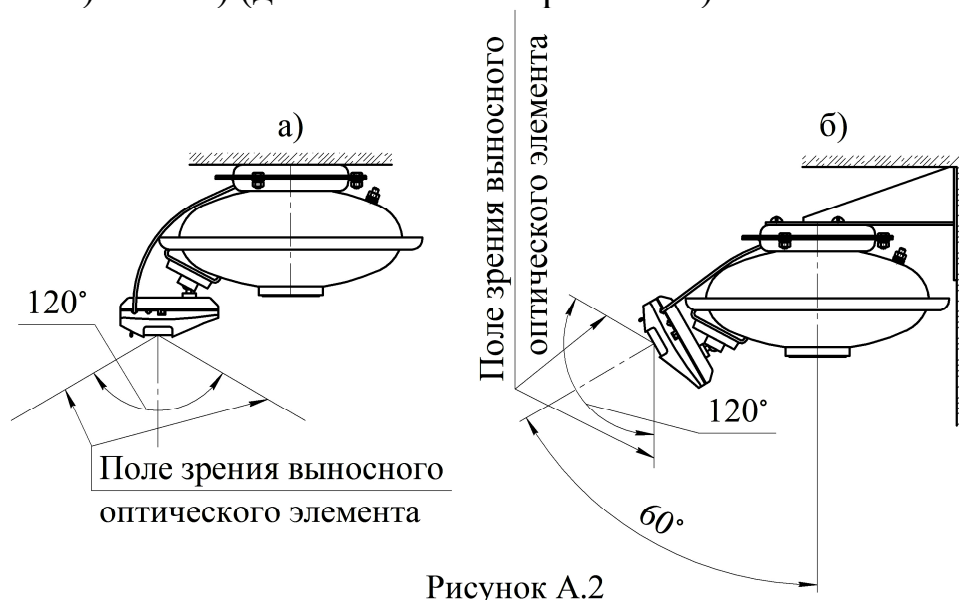 а)
120°
Поле зрения выносного
оптического элемента
Поле зрения выносного
оптического элемента
б)
120°
60°
Рисунок А.2